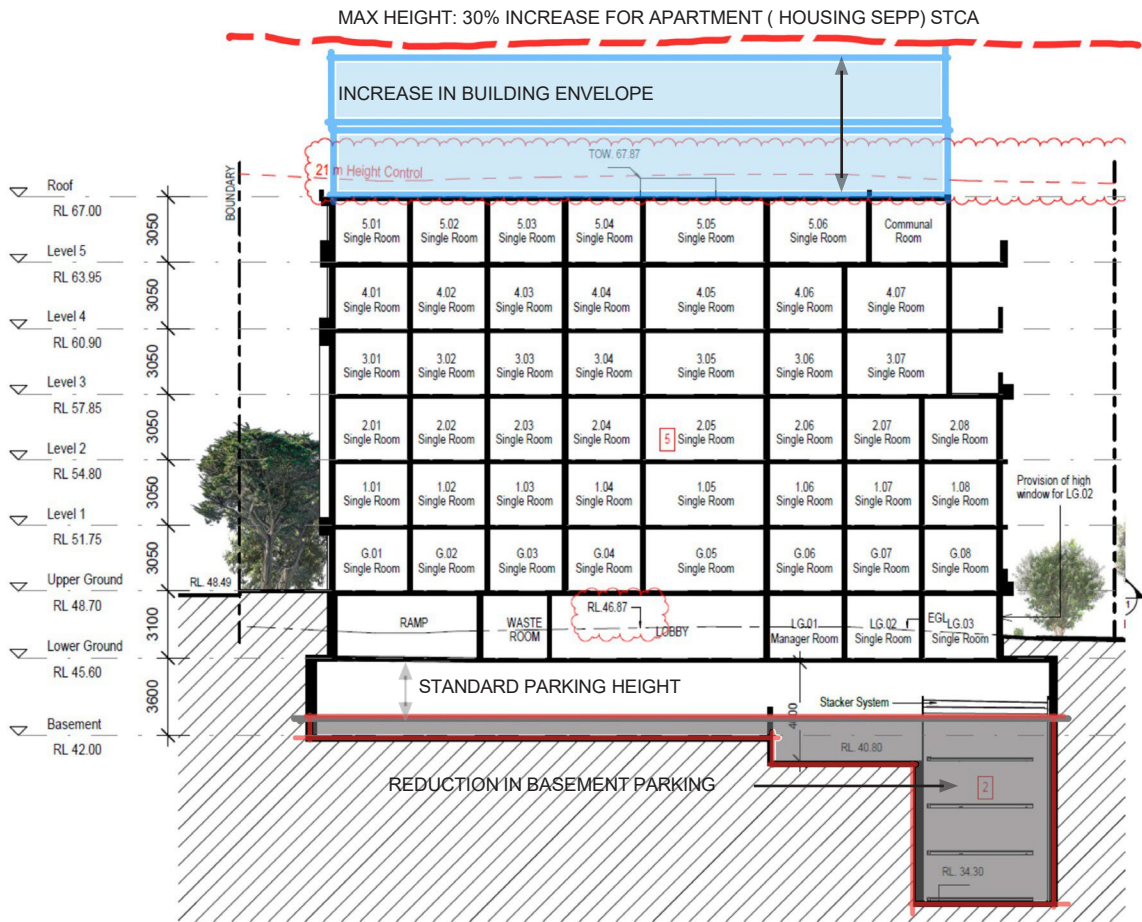 MAX HEIGHT: 30% INCREASE FOR APARTMENT ( HOUSING SEPP) STCA
INCREASE IN BUILDING ENVELOPE
TOW. 67.87
21 m Height Control
BOUNDARY
Roof
RL 67.00
3050
5.01
Single Room
5.02
Single Room
5.03
Single Room
5.04
Single Room
5.05
Single Room
5.06
Single Room
Communal
Room
Level 5
RL 63.95
3050
4.01
Single Room
4.02
Single Room
4.03
Single Room
4.04
Single Room
4.05
Single Room
4.06
Single Room
4.07
Single Room
Level 4
RL 60.90
3050
3.01
Single Room
3.02
Single Room
3.03
Single Room
3.04
Single Room
3.05
Single Room
3.06
Single Room
3.07
Single Room
Level 3
RL 57.85
3050
2.01
Single Room
2.02
Single Room
2.03
Single Room
2.04
Single Room
5
2.05
Single Room
2.06
Single Room
2.07
Single Room
2.08
Single Room
Level 2
RL 54.80
3050
1.01
Single Room
1.02
Single Room
1.03
Single Room
1.04
Single Room
1.05
Single Room
1.06
Single Room
1.07
Single Room
1.08
Single Room
Provision of high
window for LG.02
Level 1
RL 51.75
3050
G.01
Single Room
G.02
Single Room
G.03
Single Room
G.04
Single Room
G.05
Single Room
G.06
Single Room
G.07
Single Room
G.08
Single Room
RL. 48.49
Upper Ground
RL 48.70
3100
RAMP
WASTE
ROOM
RL.46.87
LOBBY
LG.01
Manager Room
LG.02
Single Room
EGL
LG.03
Single Room
1
Lower Ground
RL 45.60
3600
STANDARD PARKING HEIGHT
Stacker System
Basement
RL 42.00
RL. 40.80
REDUCTION IN BASEMENT PARKING
2
RL. 34.30